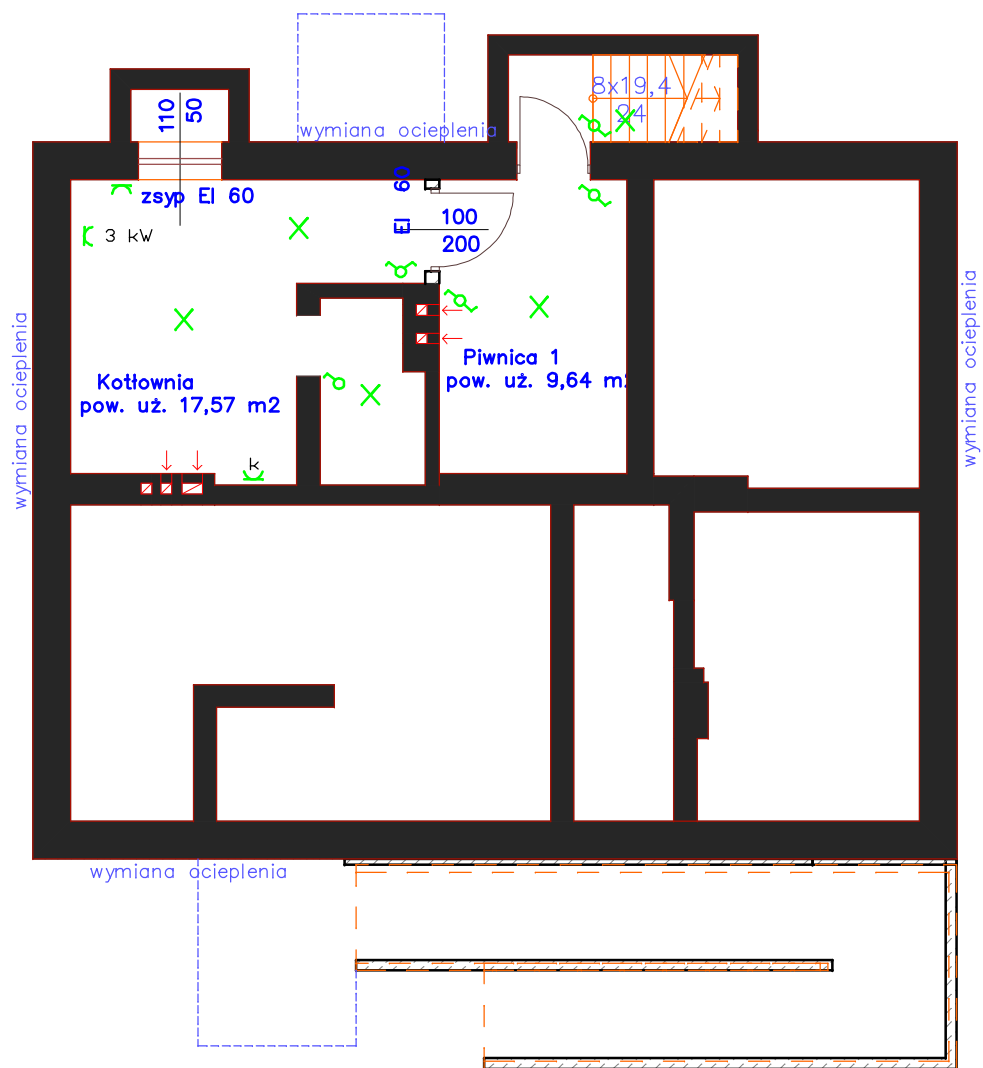 8x19,4
24
110
50
wymiana ocieplenia
zsyp EI 60
EI 60
100
200
3 kW
Piwnica 1
pow. uż. 9,64 m2
Kotłownia
pow. uż. 17,57 m2
k
wymiana ocieplenia
wymiana ocieplenia
wymiana ocieplenia